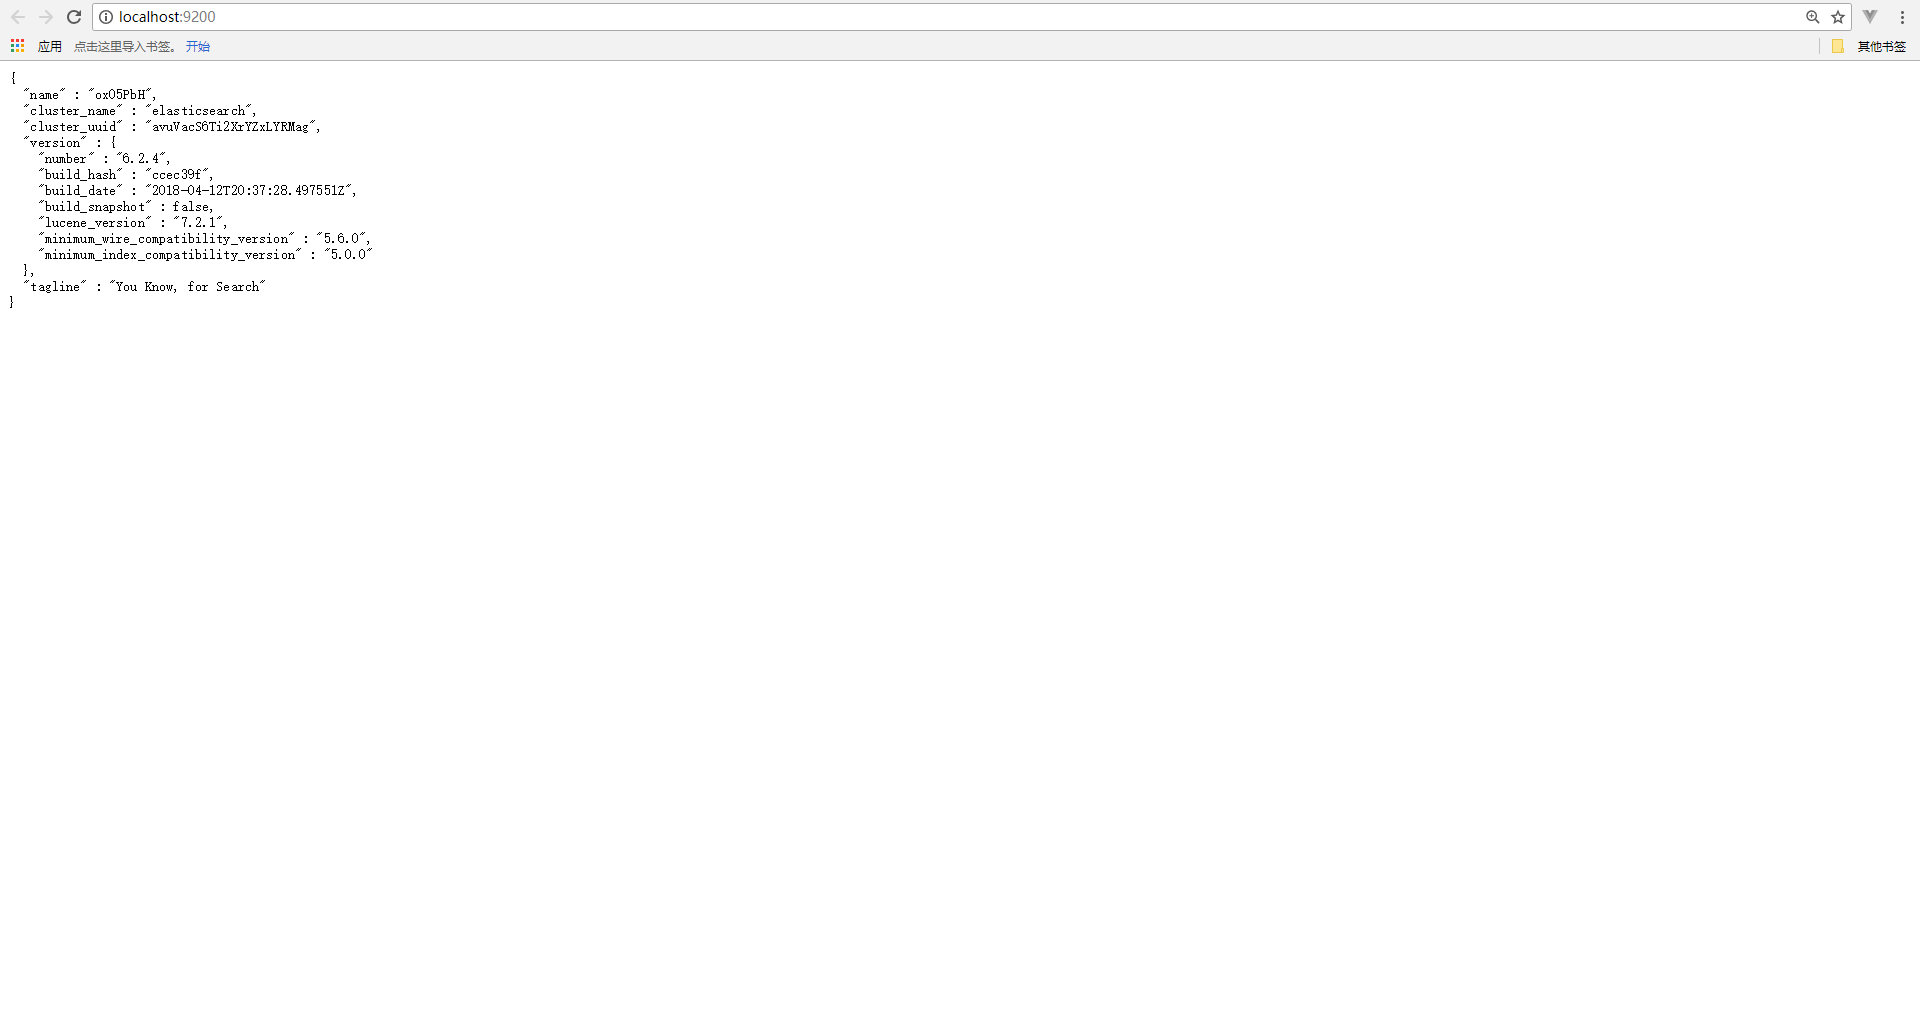 localhost:9200
应用 点击这里导入书签。 开始 其他书签
{
  "name" : "oxO5PbH",
  "cluster_name" : "elasticsearch",
  "cluster_uuid" : "avuVacS6Ti2XrYZxLYRMag",
  "version" : {
    "number" : "6.2.4",
    "build_hash" : "ccec39f",
    "build_date" : "2018-04-12T20:37:28.497551Z",
    "build_snapshot" : false,
    "lucene_version" : "7.2.1",
    "minimum_wire_compatibility_version" : "5.6.0",
    "minimum_index_compatibility_version" : "5.0.0"
  },
  "tagline" : "You Know, for Search"
}